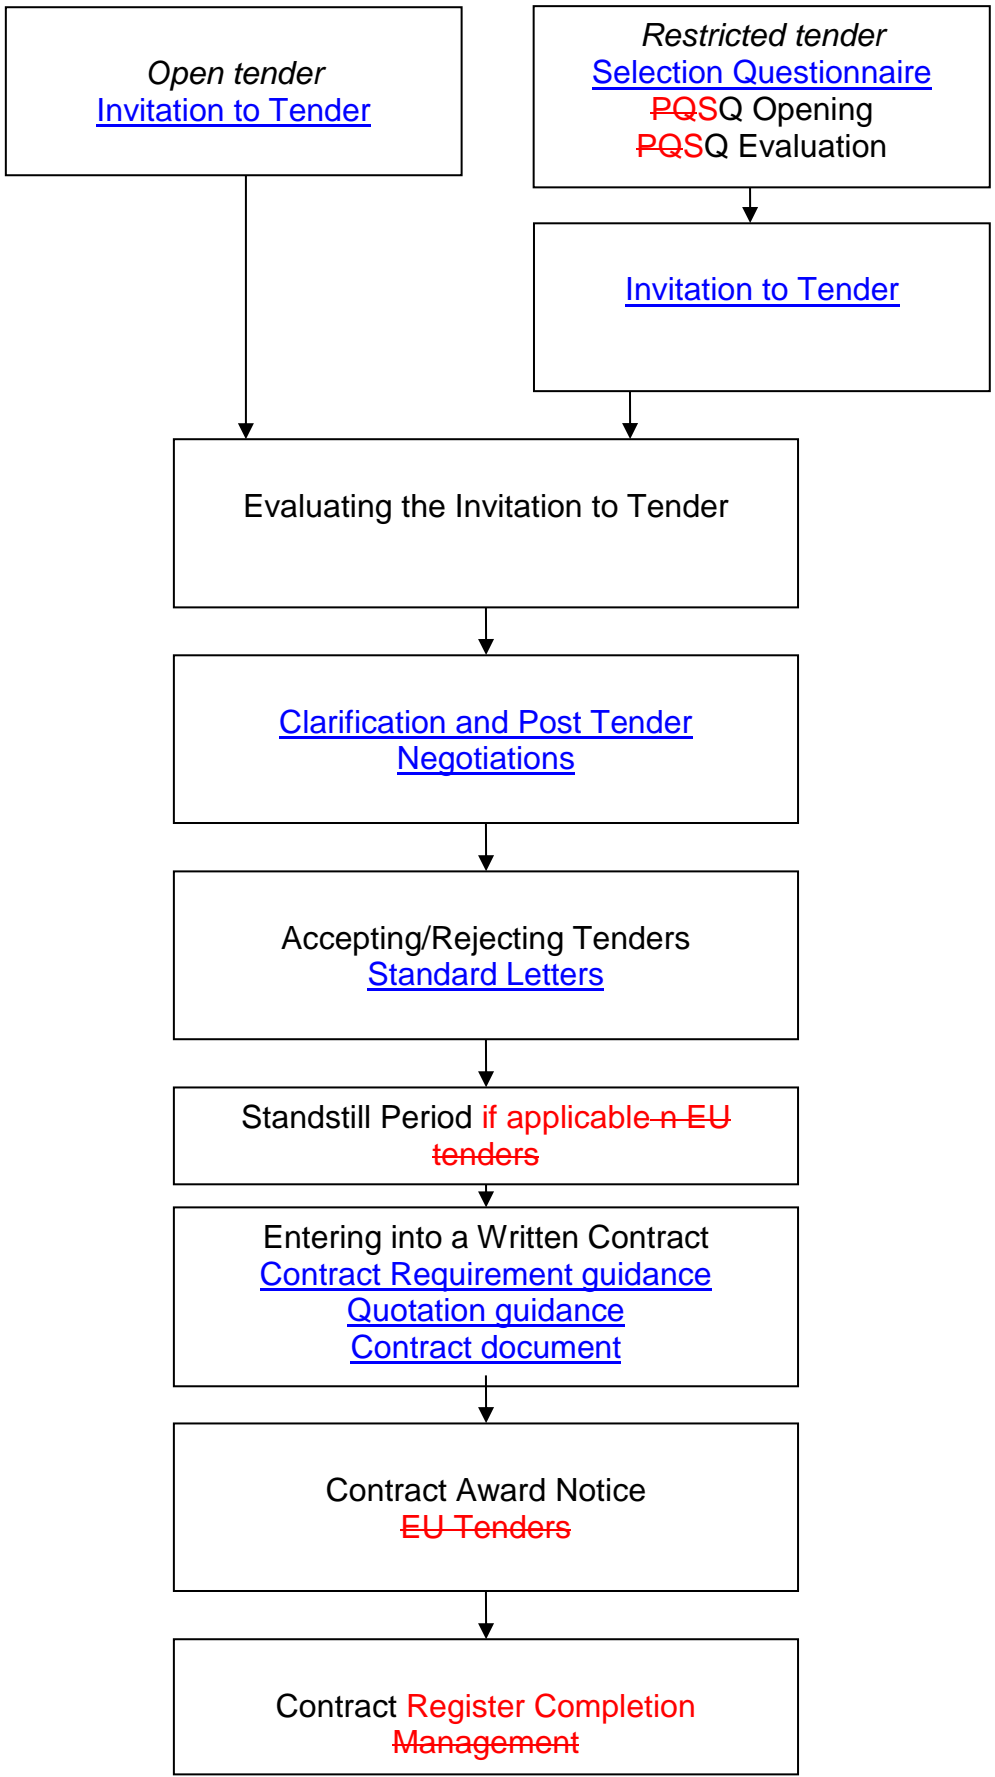 Open tender
Invitation to Tender
Restricted tender
Selection Questionnaire
PQSQ Opening
PQSQ Evaluation
Invitation to Tender
Evaluating the Invitation to Tender
Clarification and Post Tender
Negotiations
Accepting/Rejecting Tenders
Standard Letters
Standstill Period if applicable n EU
tenders
Entering into a Written Contract
Contract Requirement guidance
Quotation guidance
Contract document
Contract Award Notice
EU Tenders
Contract Register Completion
Management